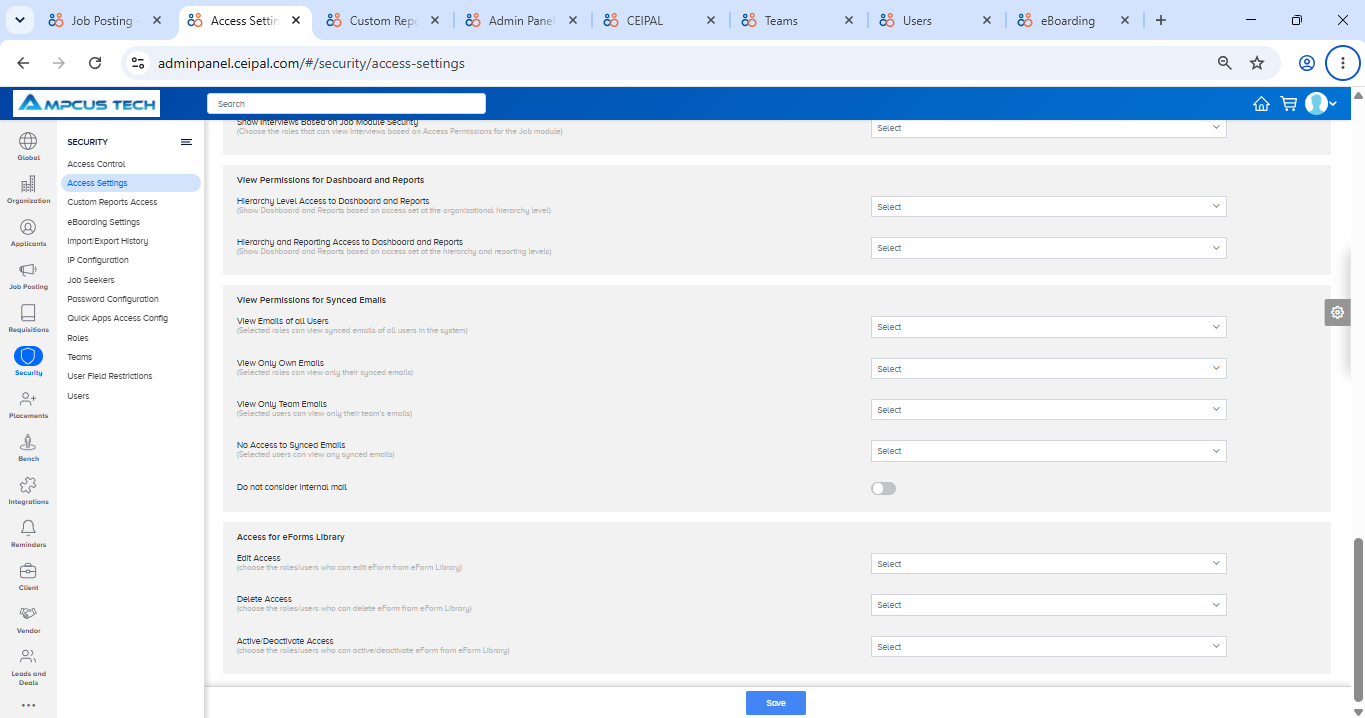 Job Posting
Access Settin
Custom Repo
Admin Panel
CEIPAL
Teams
Users
eBoarding
adminpanel.ceipal.com/#/security/access-settings
AMPCUS TECH
Search
Global
Organization
Applicants
Job Posting
Requisitions
Security
Placements
Bench
Integrations
Reminders
Client
Vendor
Leads and
Deals
SECURITY
Access Control
Access Settings
Custom Reports Access
eBoarding Settings
Import/Export History
IP Configuration
Job Seekers
Password Configuration
Quick Apps Access Config
Roles
Teams
User Field Restrictions
Users
Show Interviews Based on Job Module Security
(Choose the roles that can view Interviews based on Access Permissions for the Job module)
Select
View Permissions for Dashboard and Reports
Hierarchy Level Access to Dashboard and Reports
(Show Dashboard and Reports based on access set at the organizational hierarchy level)
Select
Hierarchy and Reporting Access to Dashboard and Reports
(Show Dashboard and Reports based on access set at the hierarchy and reporting levels)
Select
View Permissions for Synced Emails
View Emails of all Users
(Selected roles can view synced emails of all users in the system)
Select
View Only Own Emails
(Selected roles can view only their synced emails)
Select
View Only Team Emails
(Selected users can view only their team's emails)
Select
No Access to Synced Emails
(Selected users can view any synced emails)
Select
Do not consider internal mail
Access for eForms Library
Edit Access
(choose the roles/users who can edit eForm from eForm Library)
Select
Delete Access
(choose the roles/users who can delete eForm from eForm Library)
Select
Active/Deactivate Access
(choose the roles/users who can active/deactivate eForm from eForm Library)
Select
Save